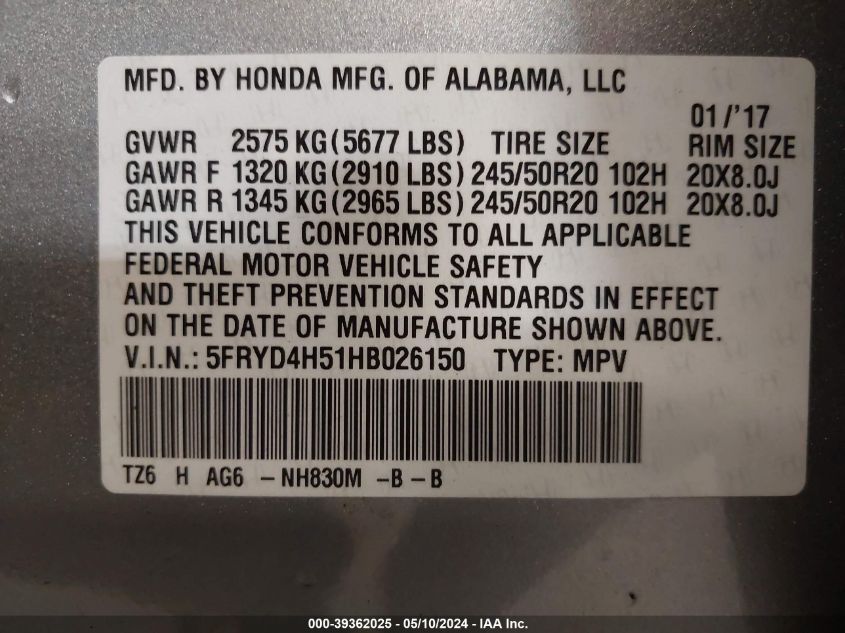 MFD. BY HONDA MFG. OF ALABAMA, LLC
01/'17
GVWR 2575 KG (5677 LBS) TIRE SIZE RIM SIZE
GAWR F 1320 KG (2910 LBS) 245/50R20 102H 20X8.0J
GAWR R 1345 KG (2965 LBS) 245/50R20 102H 20X8.0J
THIS VEHICLE CONFORMS TO ALL APPLICABLE
FEDERAL MOTOR VEHICLE SAFETY
AND THEFT PREVENTION STANDARDS IN EFFECT
ON THE DATE OF MANUFACTURE SHOWN ABOVE.
V.I.N.: 5FRYD4H51HB026150 TYPE: MPV
TZ6 H AG6 – NH830M –B – B
000-39362025 - 05/10/2024 - IAA Inc.